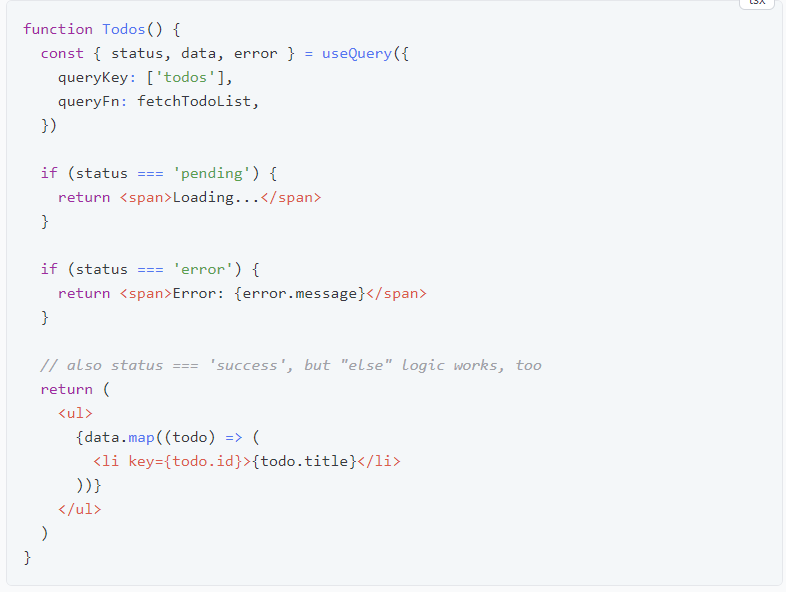 tsx
function Todos() {
  const { status, data, error } = useQuery({
    queryKey: ['todos'],
    queryFn: fetchTodoList,
  })

  if (status === 'pending') {
    return <span>Loading...</span>
  }

  if (status === 'error') {
    return <span>Error: {error.message}</span>
  }

  // also status === 'success', but "else" logic works, too
  return (
    <ul>
      {data.map((todo) => (
        <li key={todo.id}>{todo.title}</li>
      ))}
    </ul>
  )
}